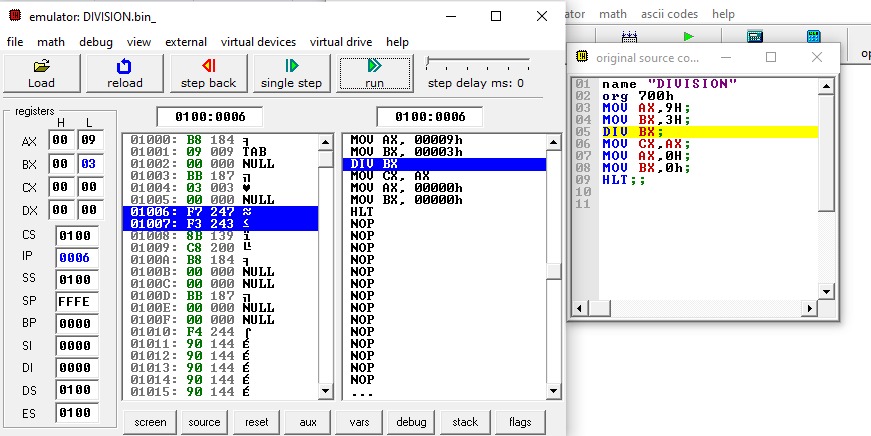 emulator: DIVISION.bin_
file math debug view external virtual devices virtual drive help
Load reload step back single step run step delay ms: 0
registers
H L
AX 00 09
BX 00 03
CX 00 00
DX 00 00
CS 0100
IP 0006
SS 0100
SP FFFE
BP 0000
SI 0000
DI 0000
DS 0100
ES 0100
0100:0006
01000: B8 184 ╕
01001: 09 009 TAB
01002: 00 000 NULL
01003: BB 187 ╗
01004: 03 003 ♥
01005: 00 000 NULL
01006: F7 247 ≈
01007: F3 243 ≤
01008: 8B 139 ï
01009: C8 200 ╚
0100A: B8 184 ╕
0100B: 00 000 NULL
0100C: 00 000 NULL
0100D: BB 187 ╗
0100E: 00 000 NULL
0100F: 00 000 NULL
01010: F4 244 ⌠
01011: 90 144 É
01012: 90 144 É
01013: 90 144 É
01014: 90 144 É
01015: 90 144 É
0100:0006
MOV AX, 00009h
MOV BX, 00003h
DIV BX
MOV CX, AX
MOV AX, 00000h
MOV BX, 00000h
HLT
NOP
NOP
NOP
NOP
NOP
NOP
NOP
NOP
NOP
NOP
NOP
NOP
NOP
NOP
...
screen source reset aux vars debug stack flags
ator math ascii codes help
op
original source co...
01 name "DIVISION"
02 org 700h
03 MOV AX,9H;
04 MOV BX,3H;
05 DIV BX;
06 MOV CX,AX;
07 MOV AX,0H;
08 MOV BX,0h;
09 HLT;;
10
11